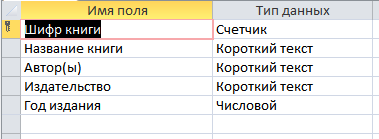 Имя поля Тип данных
Шифр книги Счетчик
Название книги Короткий текст
Автор(ы) Короткий текст
Издательство Короткий текст
Год издания Числовой